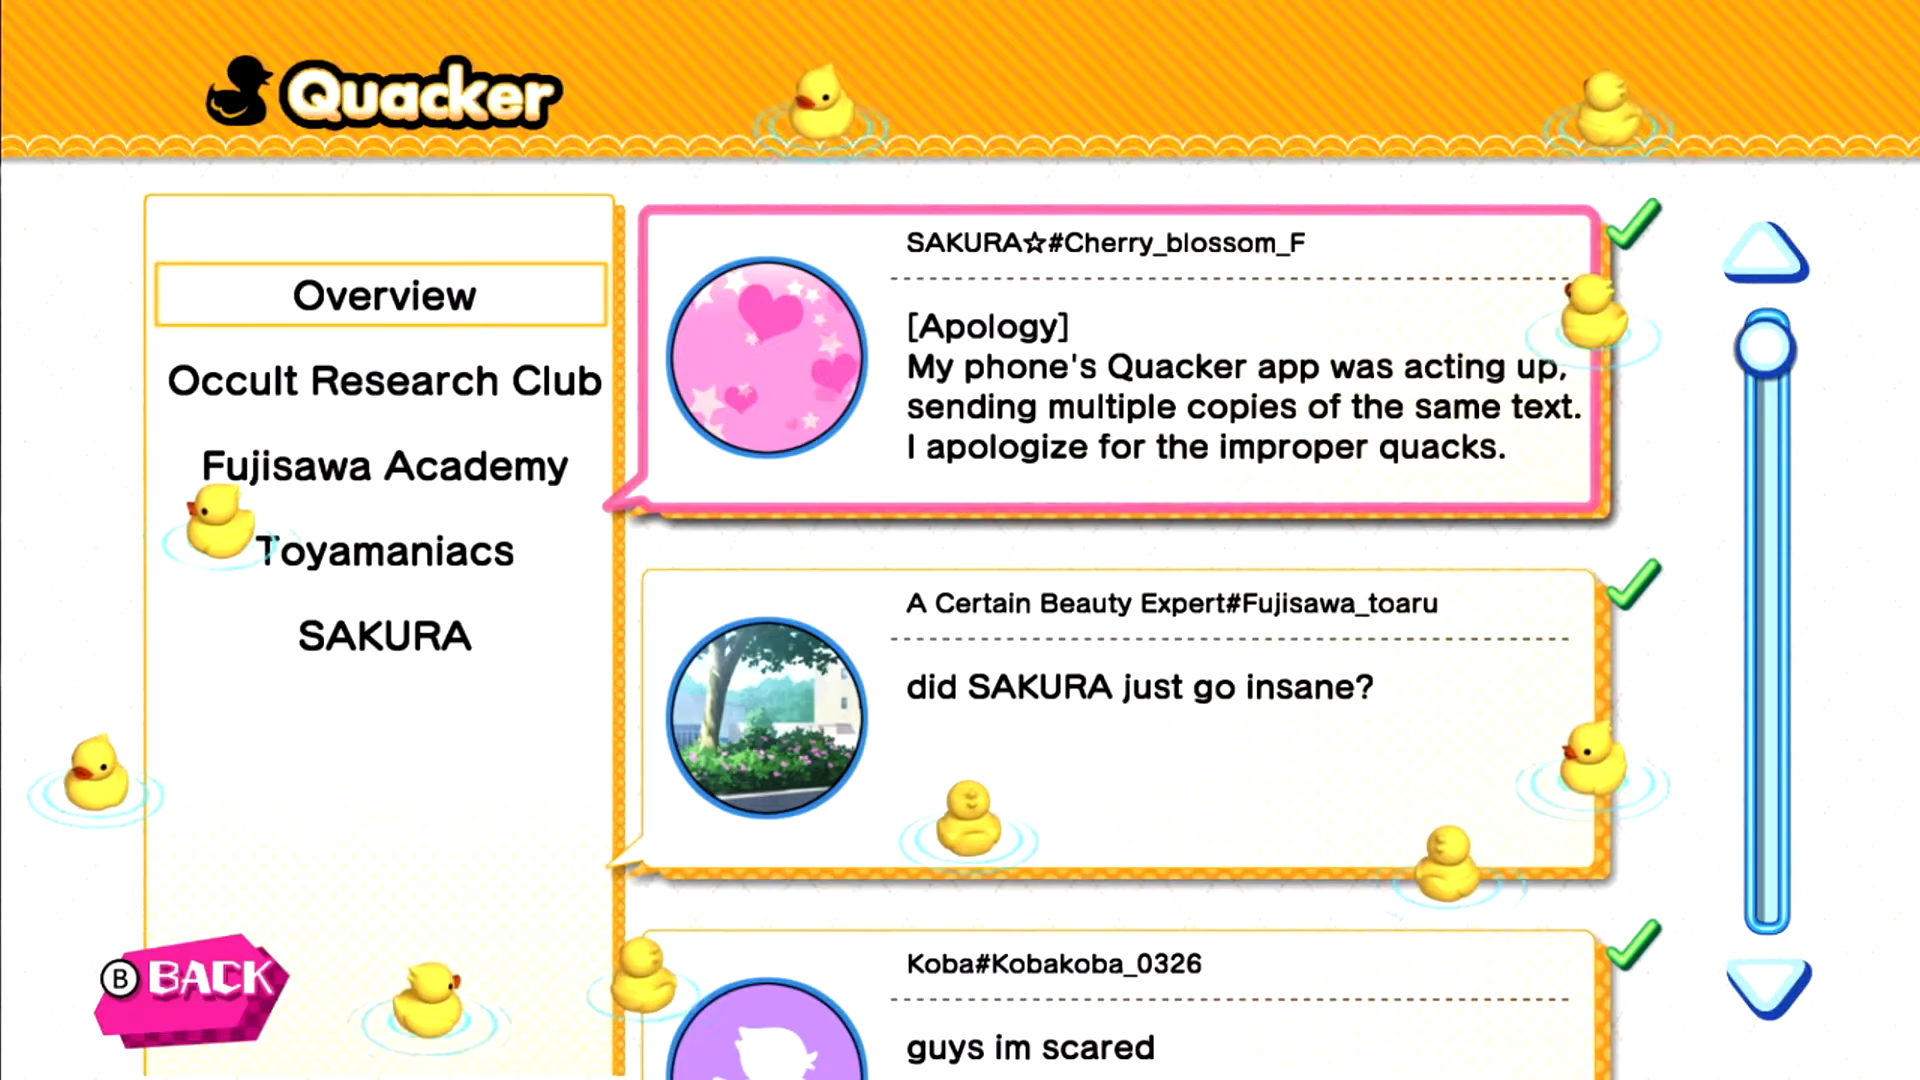 Quacker
Overview
Occult Research Club
Fujisawa Academy
Toyamaniacs
SAKURA
SAKURA☆#Cherry_blossom_F
[Apology]
My phone's Quacker app was acting up,
sending multiple copies of the same text.
I apologize for the improper quacks.
A Certain Beauty Expert#Fujisawa_toaru
did SAKURA just go insane?
Koba#Kobakoba_0326
guys im scared
B BACK